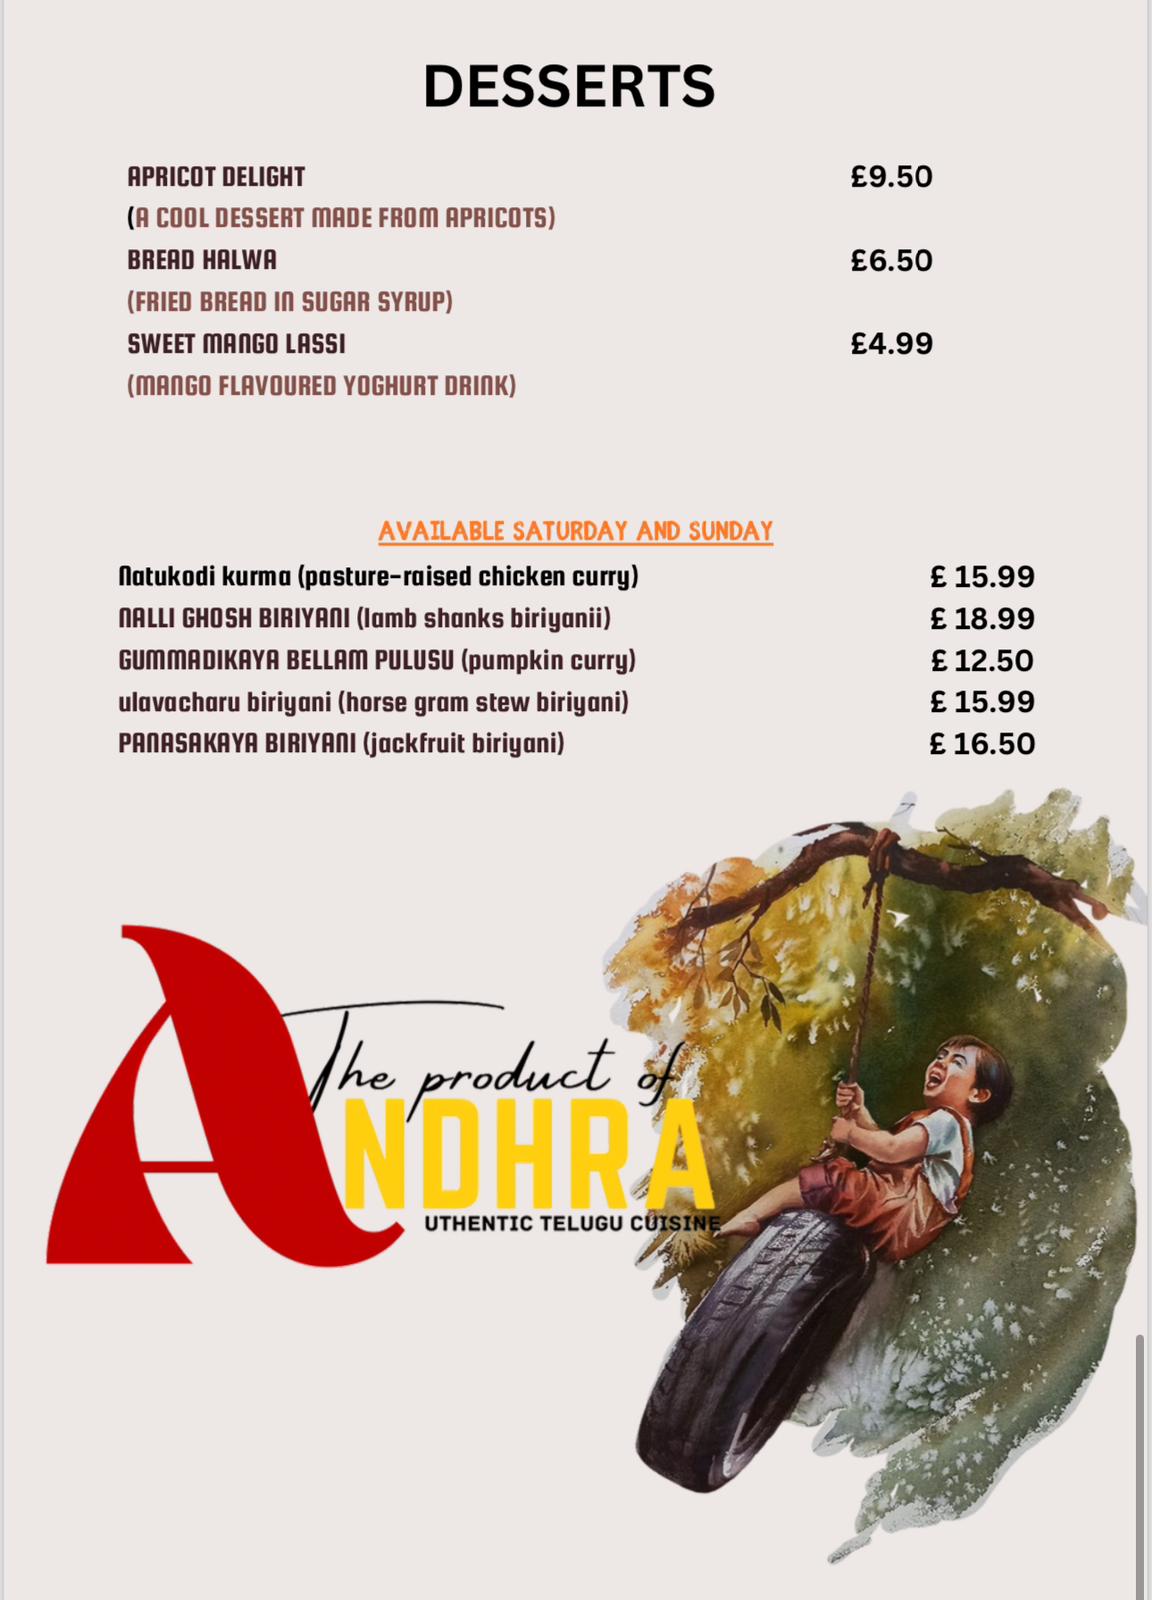 DESSERTS
APRICOT DELIGHT £9.50
(A COOL DESSERT MADE FROM APRICOTS)
BREAD HALWA £6.50
(FRIED BREAD IN SUGAR SYRUP)
SWEET MANGO LASSI £4.99
(MANGO FLAVOURED YOGHURT DRINK)
AVAILABLE SATURDAY AND SUNDAY
Natukodi kurma (pasture-raised chicken curry) £ 15.99
NALLI GHOSH BIRIYANI (lamb shanks biriyanii) £ 18.99
GUMMADIKAYA BELLAM PULUSU (pumpkin curry) £ 12.50
ulavacharu biriyani (horse gram stew biriyani) £ 15.99
PANASAKAYA BIRIYANI (jackfruit biriyani) £ 16.50
The product of
ANDHRA
UTHENTIC TELUGU CUISINE